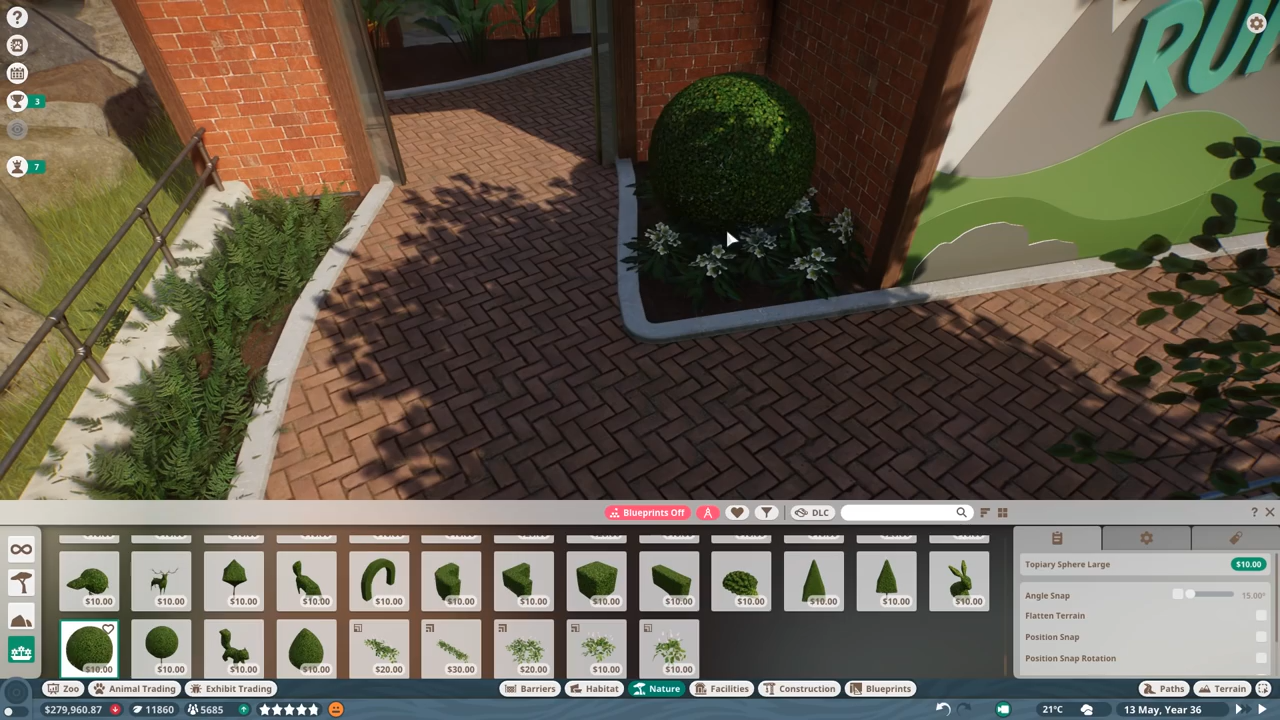 ?
3
7
RU
Blueprints Off
DLC
? ×
$10.00 $10.00 $10.00 $10.00 $10.00 $10.00 $10.00 $10.00 $10.00 $10.00 $10.00 $10.00 $10.00
$10.00 $10.00 $10.00 $10.00 $20.00 $30.00 $20.00 $10.00 $10.00
Topiary Sphere Large $10.00
Angle Snap 15.00°
Flatten Terrain
Position Snap
Position Snap Rotation
Zoo Animal Trading Exhibit Trading Barriers Habitat Nature Facilities Construction Blueprints Paths Terrain
$279,960.87 11860 5685 21°C 13 May, Year 36